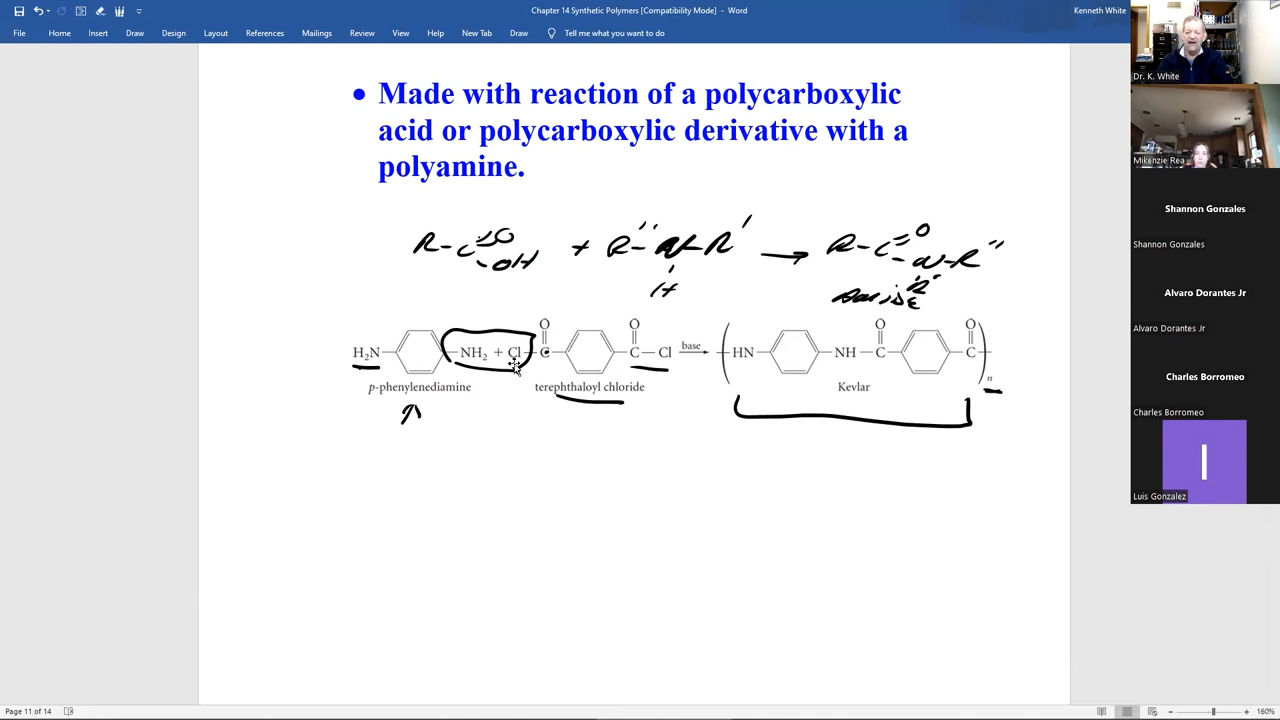 Chapter 14 Synthetic Polymers [Compatibility Mode] - Word
Kenneth White
File Home Insert Draw Design Layout References Mailings Review View Help New Tab Draw Tell me what you want to do
• Made with reaction of a polycarboxylic
acid or polycarboxylic derivative with a
polyamine.
R-C=O
-OH
+ R''-N-R'
H
→
R-C=O
-N-R''
R'
Amide
H₂N NH₂ + Cl C O C O Cl base HN NH C O C O n
p-phenylenediamine terephthaloyl chloride Kevlar
Dr. K. White
Mikenzie Rea
Shannon Gonzales
Shannon Gonzales
Alvaro Dorantes Jr
Alvaro Dorantes Jr
Charles Borromeo
Charles Borromeo
l
Luis Gonzalez
Page 11 of 14
160%